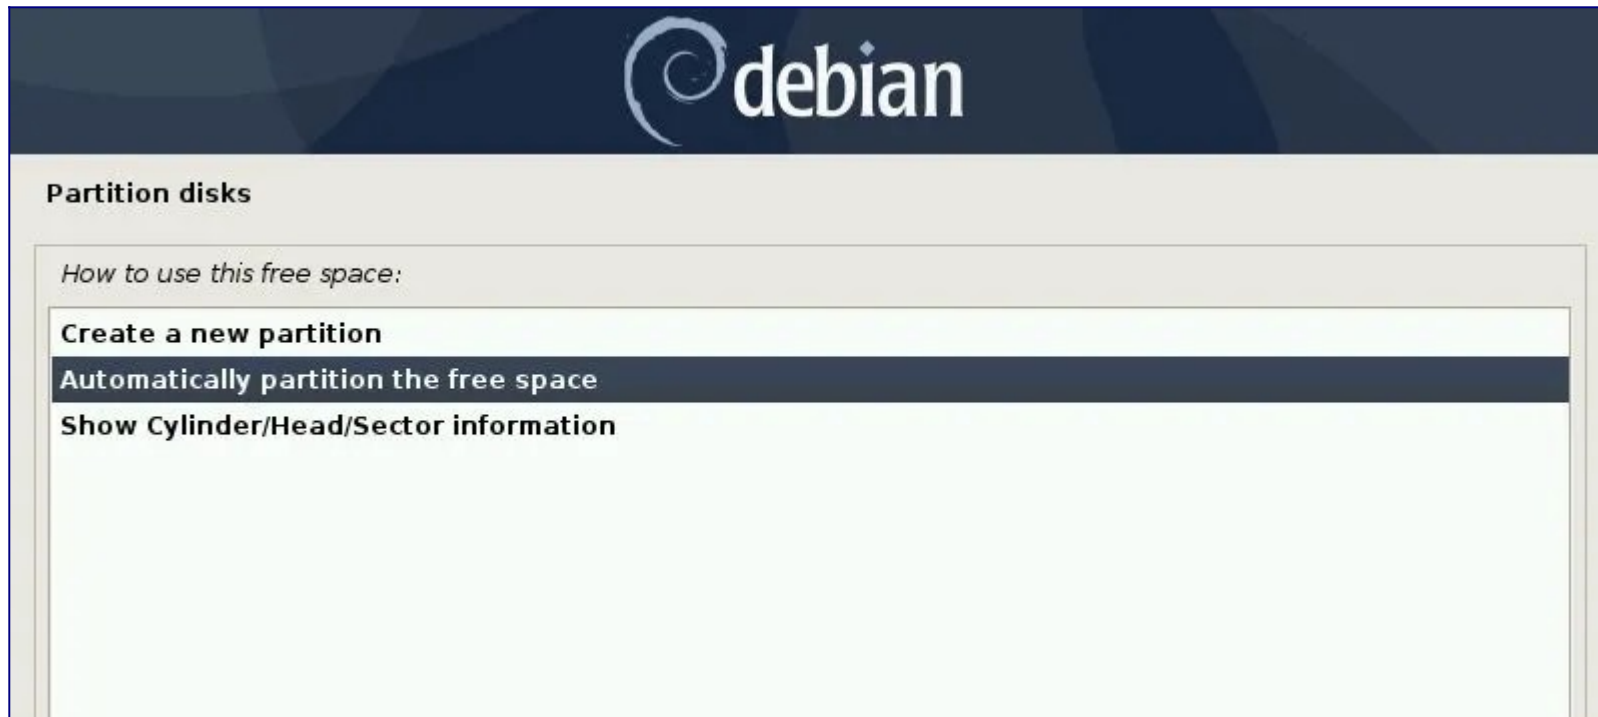 debian
Partition disks
How to use this free space:
Create a new partition
Automatically partition the free space
Show Cylinder/Head/Sector information